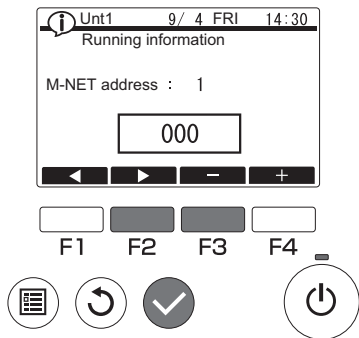 Unt1 9/ 4 FRI 14:30
Running information
M-NET address : 1
000
− +
F1 F2 F3 F4